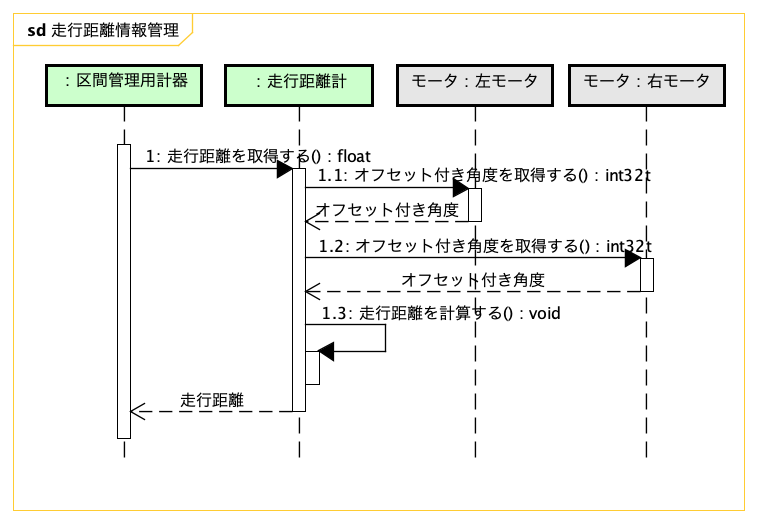 sd 走行距離情報管理
: 区間管理用計器
: 走行距離計
モータ : 左モータ
モータ : 右モータ
1: 走行距離を取得する() : float
1.1: オフセット付き角度を取得する() : int32t
オフセット付き角度
1.2: オフセット付き角度を取得する() : int32t
オフセット付き角度
1.3: 走行距離を計算する() : void
走行距離